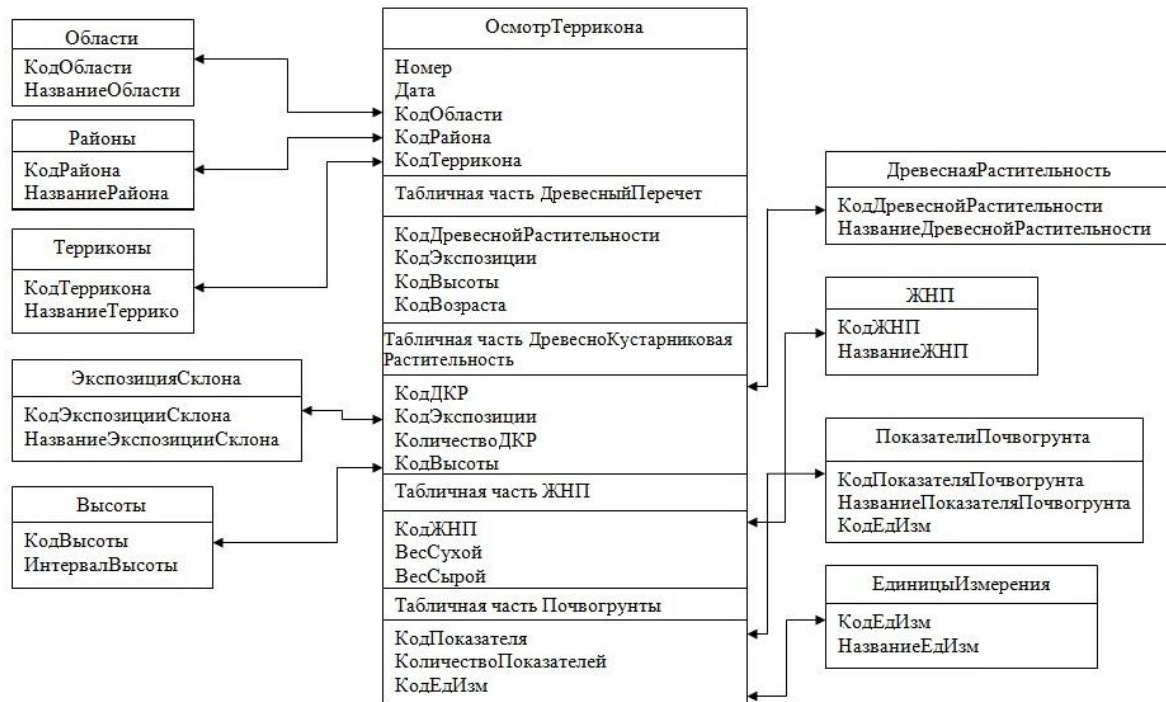 Области
КодОбласти
НазваниеОбласти
Районы
КодРайона
НазваниеРайона
Терриконы
КодТеррикона
НазваниеТеррико
ЭкспозицияСклона
КодЭкспозицииСклона
НазваниеЭкспозицииСклона
Высоты
КодВысоты
ИнтервалВысоты
ОсмотрТеррикона
Номер
Дата
КодОбласти
КодРайона
КодТеррикона
Табличная часть ДревесныйПеречет
КодДревеснойРастительности
КодЭкспозиции
КодВысоты
КодВозраста
Табличная часть ДревесноКустарниковая
Растительность
КодДКР
КодЭкспозиции
КоличествоДКР
КодВысоты
Табличная часть ЖНП
КодЖНП
ВесСухой
ВесСырой
Табличная часть Почвогрунты
КодПоказателя
КоличествоПоказателей
КодЕдИзм
ДревеснаяРастительность
КодДревеснойРастительности
НазваниеДревеснойРастительности
ЖНП
КодЖНП
НазваниеЖНП
ПоказателиПочвогрунта
КодПоказателяПочвогрунта
НазваниеПоказателяПочвогрунта
КодЕдИзм
ЕдиницыИзмерения
КодЕдИзм
НазваниеЕдИзм